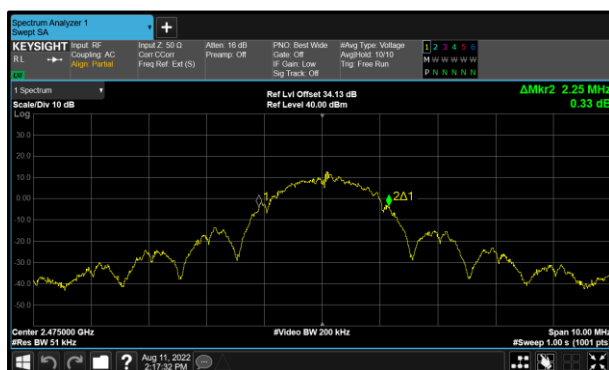 Spectrum Analyzer 1
Swept SA
+
KEYSIGHT Input: RF Input Z: 50 Ω Atten: 16 dB PNO: Best Wide #Avg Type: Voltage 1 2 3 4 5 6
RL Coupling: AC Corr CCorr Preamp: Off Gate: Off Avg|Hold: 10/10 M W W W W W
Align: Partial Freq Ref: Ext (S) IF Gain: Low Trig: Free Run
Sig Track: Off P N N N N N
1 Spectrum Ref Lvl Offset 34.13 dB ΔMkr2 2.25 MHz
Scale/Div 10 dB Ref Level 40.00 dBm 0.33 dB
Log
30.0
20.0
10.0
0.00 1 2Δ1
-10.0
-20.0
-30.0
-40.0
-50.0
Center 2.475000 GHz #Video BW 200 kHz Span 10.00 MHz
#Res BW 51 kHz #Sweep 1.00 s (1001 pts)
? Aug 11, 2022
2:17:32 PM